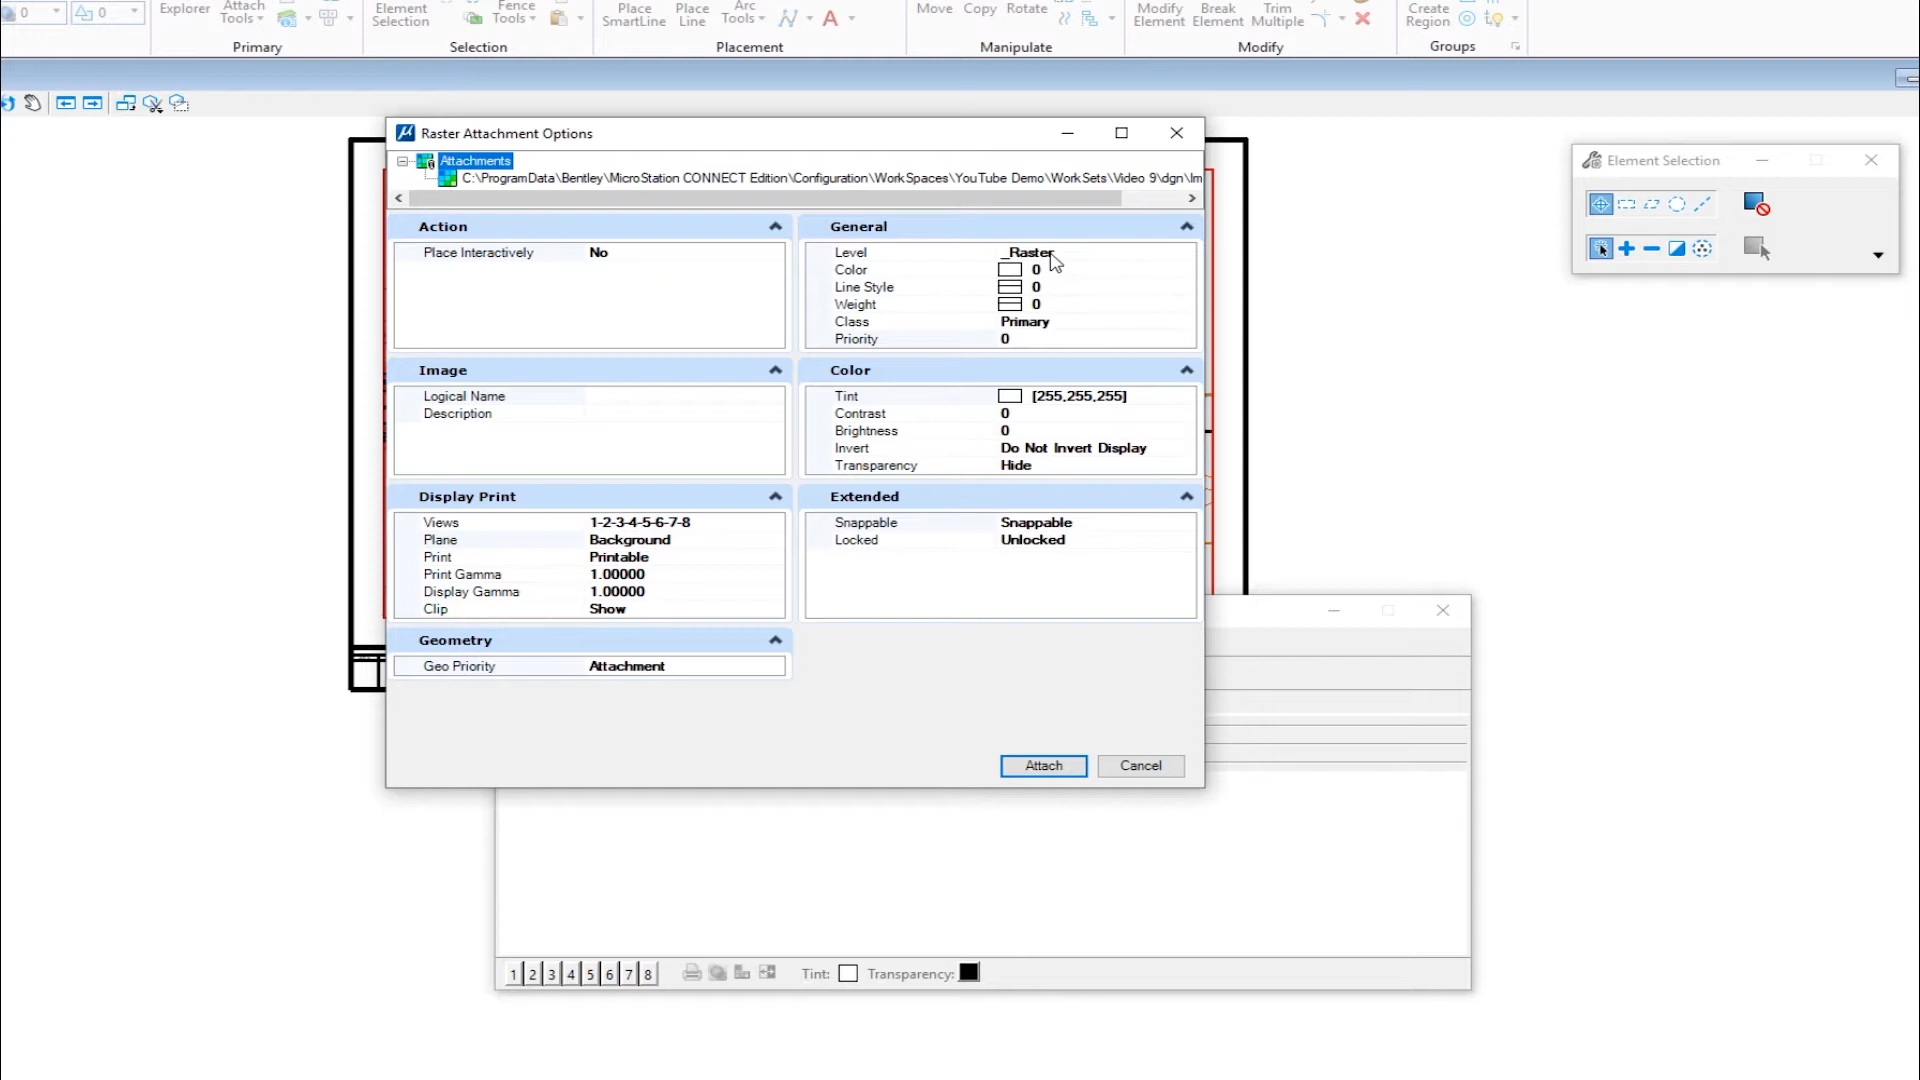 0 0 Explorer Attach Tools Element Selection Fence Tools Place SmartLine Place Line Arc Tools A Move Copy Rotate Modify Element Break Element Trim Multiple Create Region
Primary Selection Placement Manipulate Modify Groups
Raster Attachment Options
Element Selection
Attachments
C:\ProgramData\Bentley\MicroStation CONNECT Edition\Configuration\WorkSpaces\YouTube Demo\WorkSets\Video 9\dgn\Im
Action
Place Interactively No
General
Level _Raster
Color 0
Line Style 0
Weight 0
Class Primary
Priority 0
Image
Logical Name
Description
Color
Tint [255,255,255]
Contrast 0
Brightness 0
Invert Do Not Invert Display
Transparency Hide
Display Print
Views 1-2-3-4-5-6-7-8
Plane Background
Print Printable
Print Gamma 1.00000
Display Gamma 1.00000
Clip Show
Extended
Snappable Snappable
Locked Unlocked
Geometry
Geo Priority Attachment
Attach Cancel
1 2 3 4 5 6 7 8 Tint: Transparency: